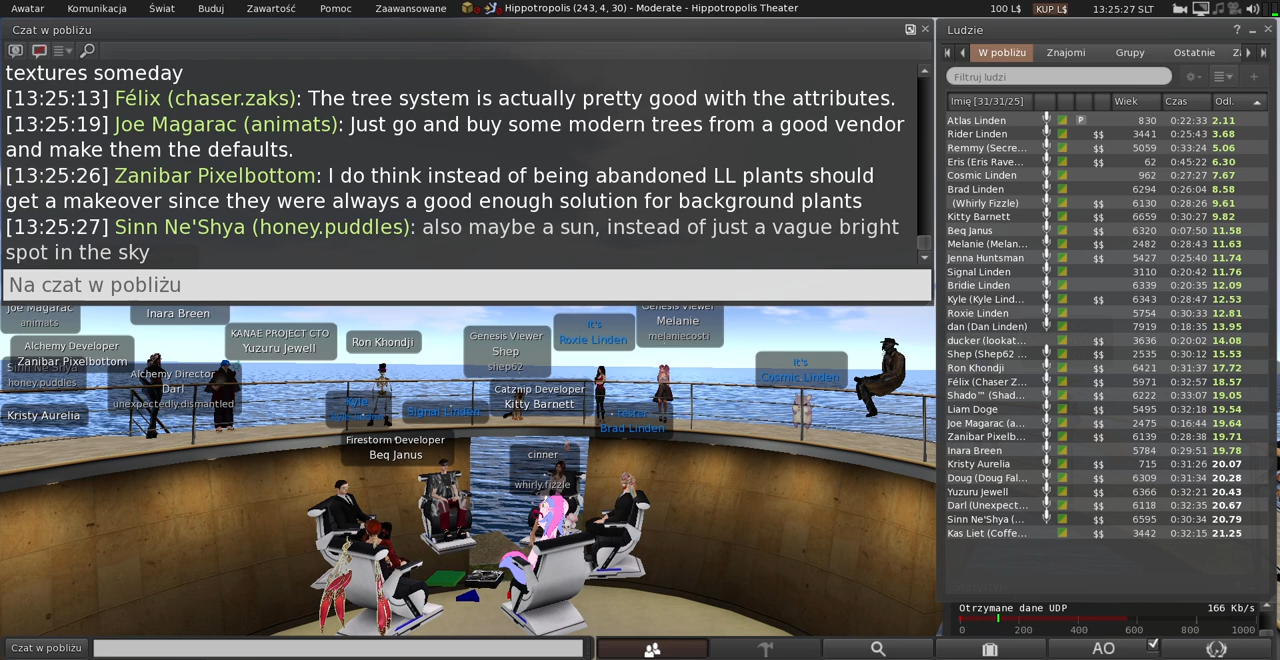 Awatar Komunikacja Świat Buduj Zawartość Pomoc Zaawansowane Hippotropolis (243, 4, 30) - Moderate - Hippotropolis Theater 100 L$ KUP L$ 13:25:27 SLT
Czat w pobliżu
textures someday
[13:25:13] Félix (chaser.zaks): The tree system is actually pretty good with the attributes.
[13:25:19] Joe Magarac (animats): Just go and buy some modern trees from a good vendor
and make them the defaults.
[13:25:26] Zanibar Pixelbottom: I do think instead of being abandoned LL plants should
get a makeover since they were always a good enough solution for background plants
[13:25:27] Sinn Ne'Shya (honey.puddles): also maybe a sun, instead of just a vague bright
spot in the sky
Na czat w pobliżu
Joe Magarac
animats
Inara Breen
Alchemy Developer
Zanibar Pixelbottom
Sinn Ne'Shya
honey.puddles
Kristy Aurelia
Alchemy Director
Darl
unexpectedly.dismantled
KANAE PROJECT CTO
Yuzuru Jewell
Ron Khondji
Kyle
Signal Linden
Firestorm Developer
Beq Janus
Genesis Viewer
Shep
shep62
Catznip Developer
Kitty Barnett
It's
Roxie Linden
Genesis Viewer
Melanie
melaniecosti
Brad Linden
It's
Cosmic Linden
cinner
whirly.fizzle
Ludzie
W pobliżu Znajomi Grupy Ostatnie
Filtruj ludzi
Imię [31/31/25] Wiek Czas Odl.
Atlas Linden P 830 0:22:33 2.11
Rider Linden $$ 3441 0:25:43 3.68
Remmy (Secre... $$ 5059 0:33:24 5.06
Eris (Eris Rave... $$ 62 0:45:22 6.30
Cosmic Linden 962 0:27:27 7.67
Brad Linden 6294 0:26:04 8.58
(Whirly Fizzle) $$ 6130 0:28:26 9.61
Kitty Barnett $$ 6659 0:30:27 9.82
Beq Janus $$ 6320 0:07:50 11.58
Melanie (Melan... $$ 2482 0:28:43 11.63
Jenna Huntsman $$ 5427 0:25:40 11.74
Signal Linden 3110 0:20:42 11.76
Bridie Linden 6339 0:20:35 12.09
Kyle (Kyle Lind... $$ 6343 0:28:47 12.53
Roxie Linden 5754 0:30:33 12.81
dan (Dan Linden) 7919 0:18:35 13.95
ducker (lookat... $$ 3636 0:20:02 14.08
Shep (Shep62 ... $$ 2535 0:30:12 15.53
Ron Khondji $$ 6421 0:31:37 17.72
Félix (Chaser Z... $$ 5971 0:32:57 18.57
Shado™ (Shad... $$ 6222 0:33:07 19.05
Liam Doge $$ 5495 0:32:18 19.54
Joe Magarac (a... $$ 2475 0:16:44 19.64
Zanibar Pixelb... $$ 6139 0:28:38 19.71
Inara Breen 5784 0:29:51 19.78
Kristy Aurelia $$ 715 0:31:26 20.07
Doug (Doug Fal... $$ 6309 0:31:34 20.28
Yuzuru Jewell $$ 6366 0:32:21 20.43
Darl (Unexpect... $$ 6118 0:32:35 20.67
Sinn Ne'Shya (... $$ 6595 0:30:34 20.79
Kas Liet (Coffe... $$ 3442 0:32:15 21.25
Otrzymane dane UDP 166 Kb/s
0 200 400 600 800 1000
Czat w pobliżu AO